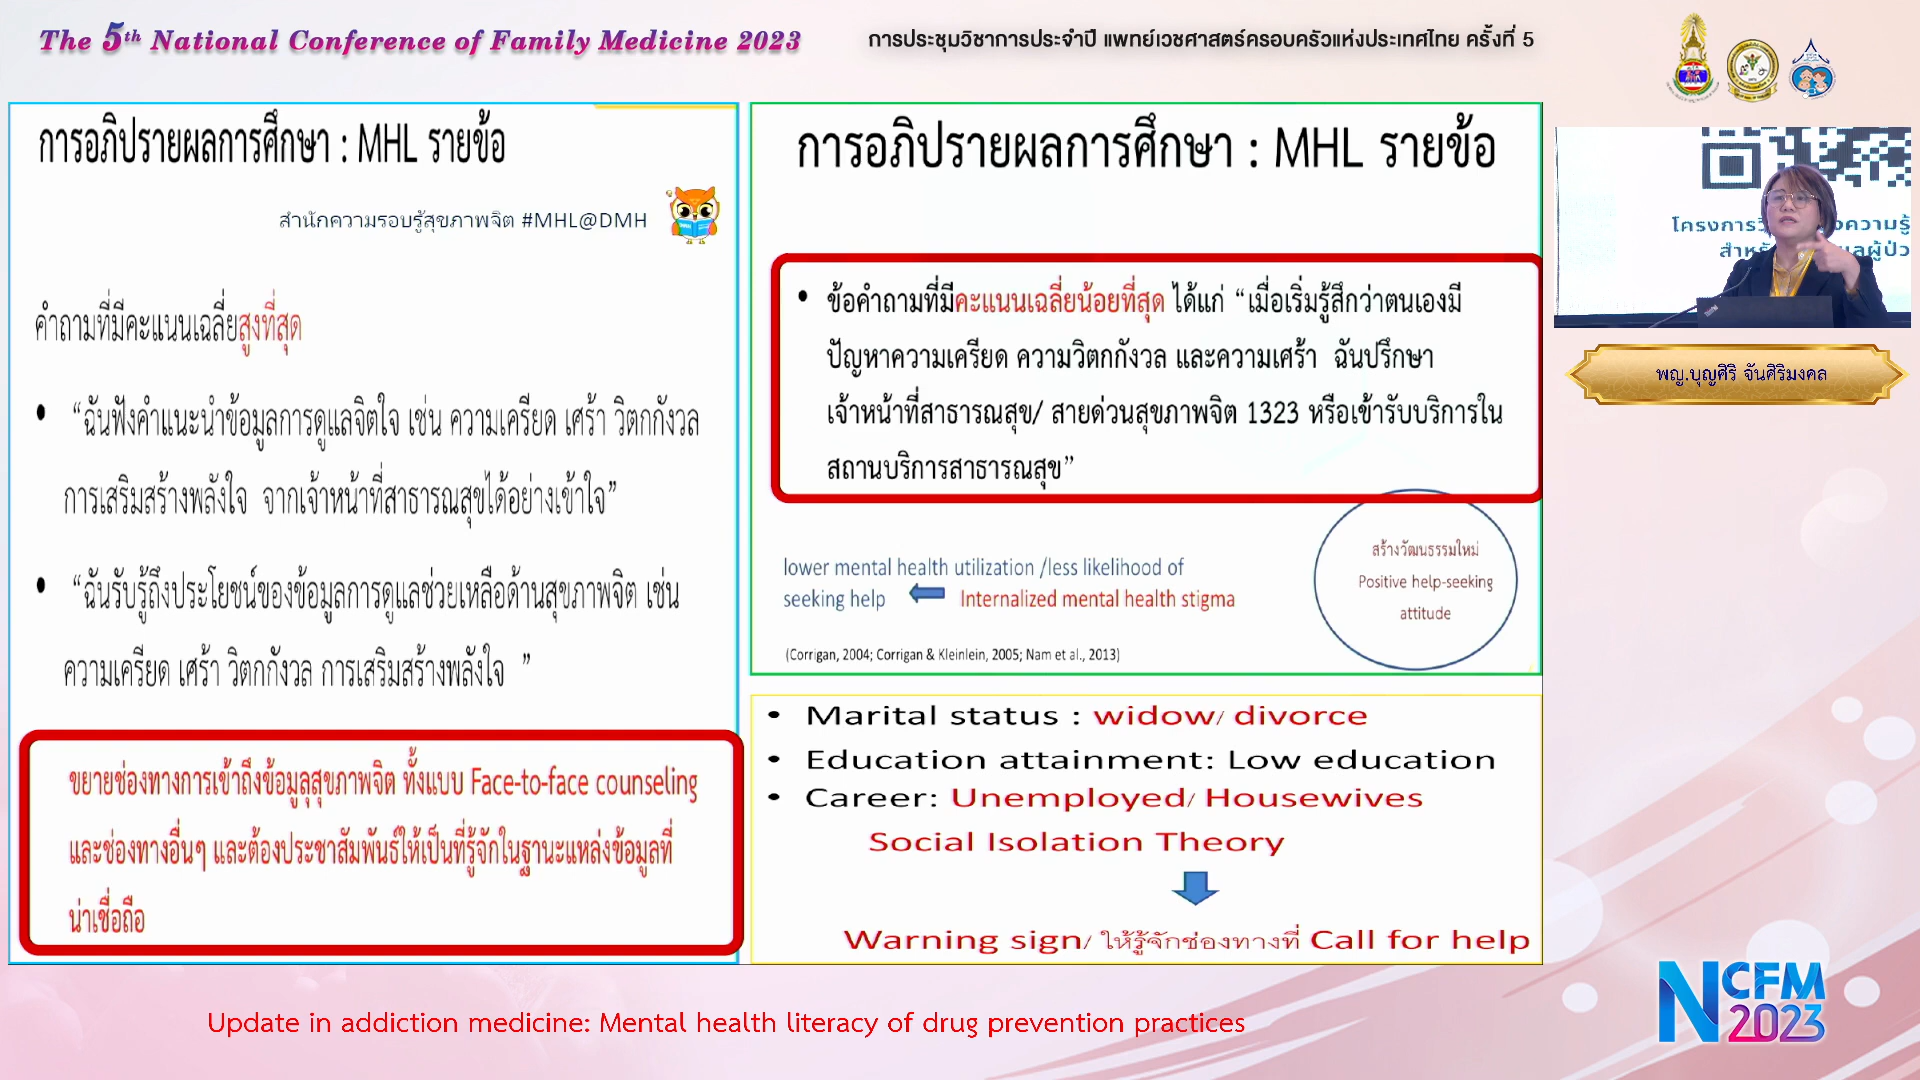 The 5th National Conference of Family Medicine 2023
การประชุมวิชาการประจำปี แพทย์เวชศาสตร์ครอบครัวแห่งประเทศไทย ครั้งที่ 5
การอภิปรายผลการศึกษา : MHL รายข้อ
สำนักความรอบรู้สุขภาพจิต #MHL@DMH
คำถามที่มีคะแนนเฉลี่ยสูงที่สุด
• “ฉันฟังคำแนะนำข้อมูลการดูแลจิตใจ เช่น ความเครียด เศร้า วิตกกังวล
การเสริมสร้างพลังใจ จากเจ้าหน้าที่สาธารณสุขได้อย่างเข้าใจ”
• “ฉันรับรู้ถึงประโยชน์ของข้อมูลการดูแลช่วยเหลือด้านสุขภาพจิต เช่น
ความเครียด เศร้า วิตกกังวล การเสริมสร้างพลังใจ ”
ขยายช่องทางการเข้าถึงข้อมูลสุขภาพจิต ทั้งแบบ Face-to-face counseling
และช่องทางอื่นๆ และต้องประชาสัมพันธ์ให้เป็นที่รู้จักในฐานะแหล่งข้อมูลที่
น่าเชื่อถือ
การอภิปรายผลการศึกษา : MHL รายข้อ
• ข้อคำถามที่มีคะแนนเฉลี่ยน้อยที่สุด ได้แก่ “เมื่อเริ่มรู้สึกว่าตนเองมี
ปัญหาความเครียด ความวิตกกังวล และความเศร้า ฉันปรึกษา
เจ้าหน้าที่สาธารณสุข/ สายด่วนสุขภาพจิต 1323 หรือเข้ารับบริการใน
สถานบริการสาธารณสุข”
lower mental health utilization /less likelihood of
seeking help Internalized mental health stigma
(Corrigan, 2004; Corrigan & Kleinlein, 2005; Nam et al., 2013)
สร้างวัฒนธรรมใหม่
Positive help-seeking
attitude
• Marital status : widow/ divorce
• Education attainment: Low education
• Career: Unemployed/ Housewives
Social Isolation Theory
Warning sign/ ให้รู้จักช่องทางที่ Call for help
โครงการ
ความรู้
พญ.บุญศิริ จันศิริมงคล
Update in addiction medicine: Mental health literacy of drug prevention practices
NCFM
2023